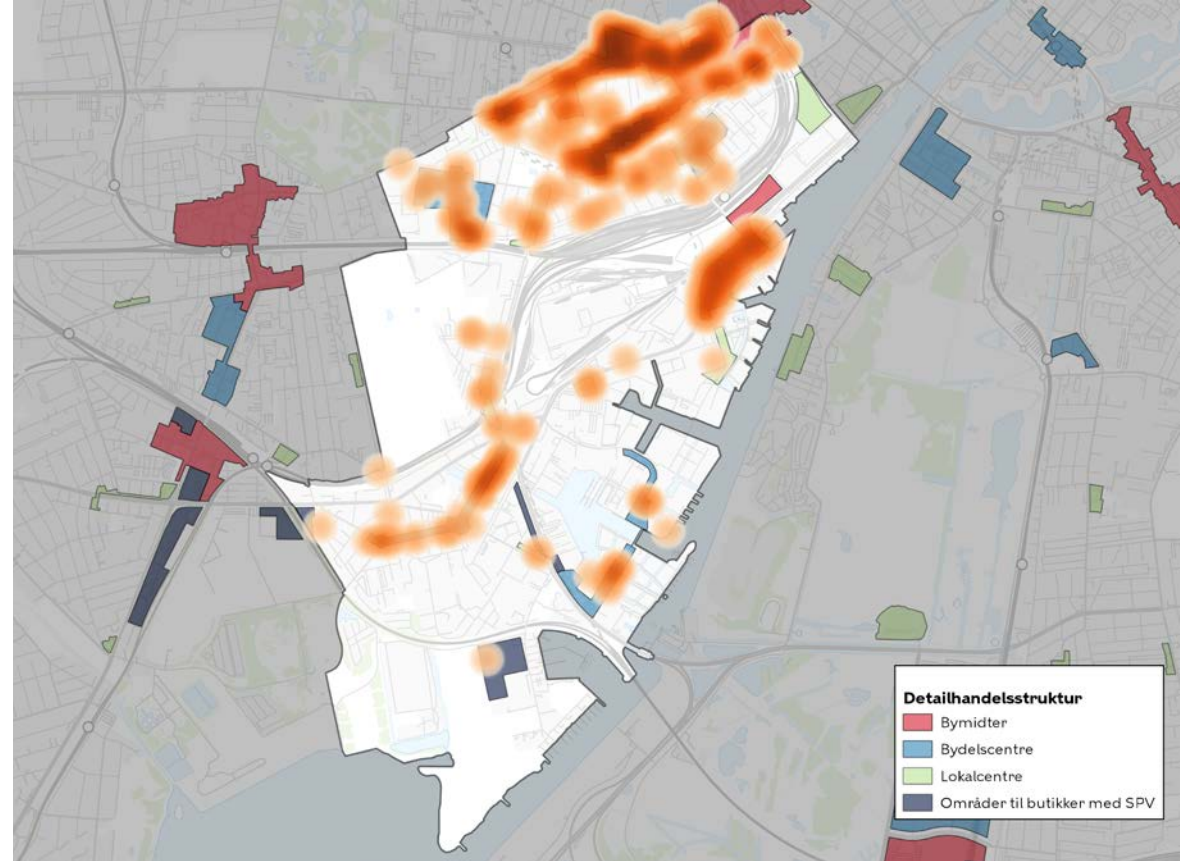 Detailhandelsstruktur
Bymidter
Bydelscentre
Lokalcentre
Områder til butikker med SPV